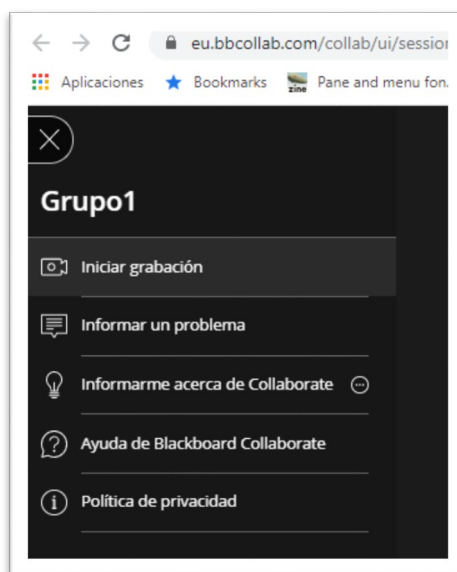 eu.bbcollab.com/collab/ui/session
Aplicaciones Bookmarks zine Pane and menu fon.
Grupo1
Iniciar grabación
Informar un problema
Informarme acerca de Collaborate
Ayuda de Blackboard Collaborate
Política de privacidad